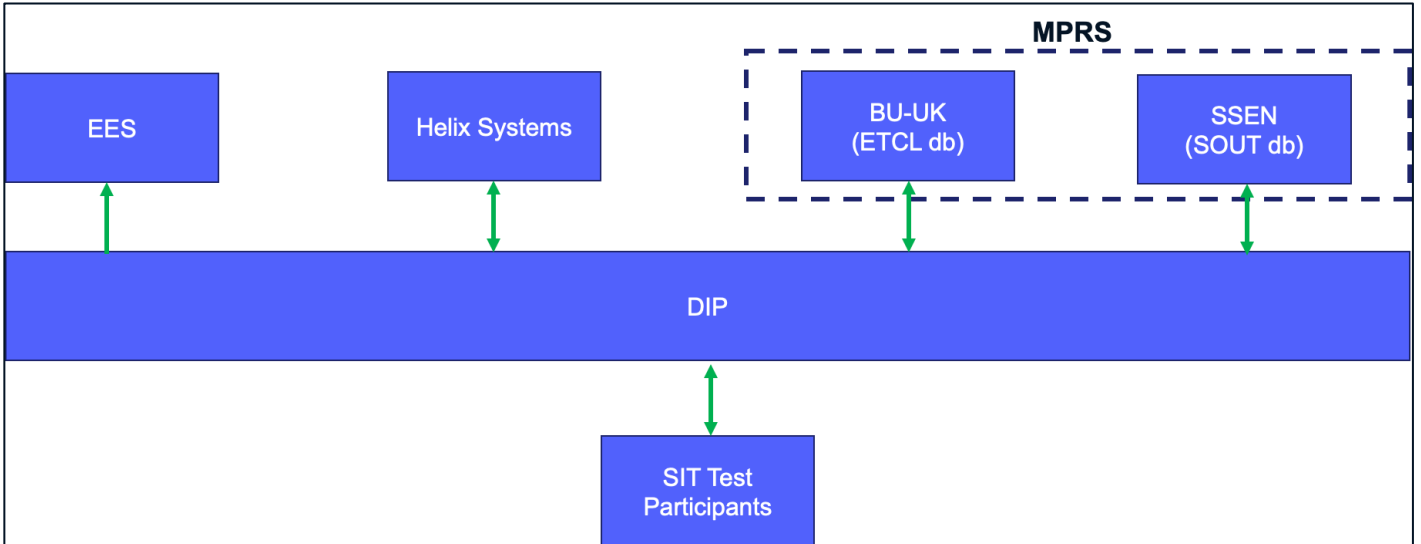 MPRS
EES
Helix Systems
BU-UK
(ETCL db)
SSEN
(SOUT db)
DIP
SIT Test
Participants